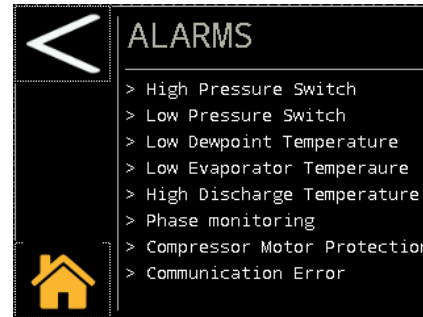 ALARMS
> High Pressure Switch
> Low Pressure Switch
> Low Dewpoint Temperature
> Low Evaporator Temperaure
> High Discharge Temperature
> Phase monitoring
> Compressor Motor Protection
> Communication Error